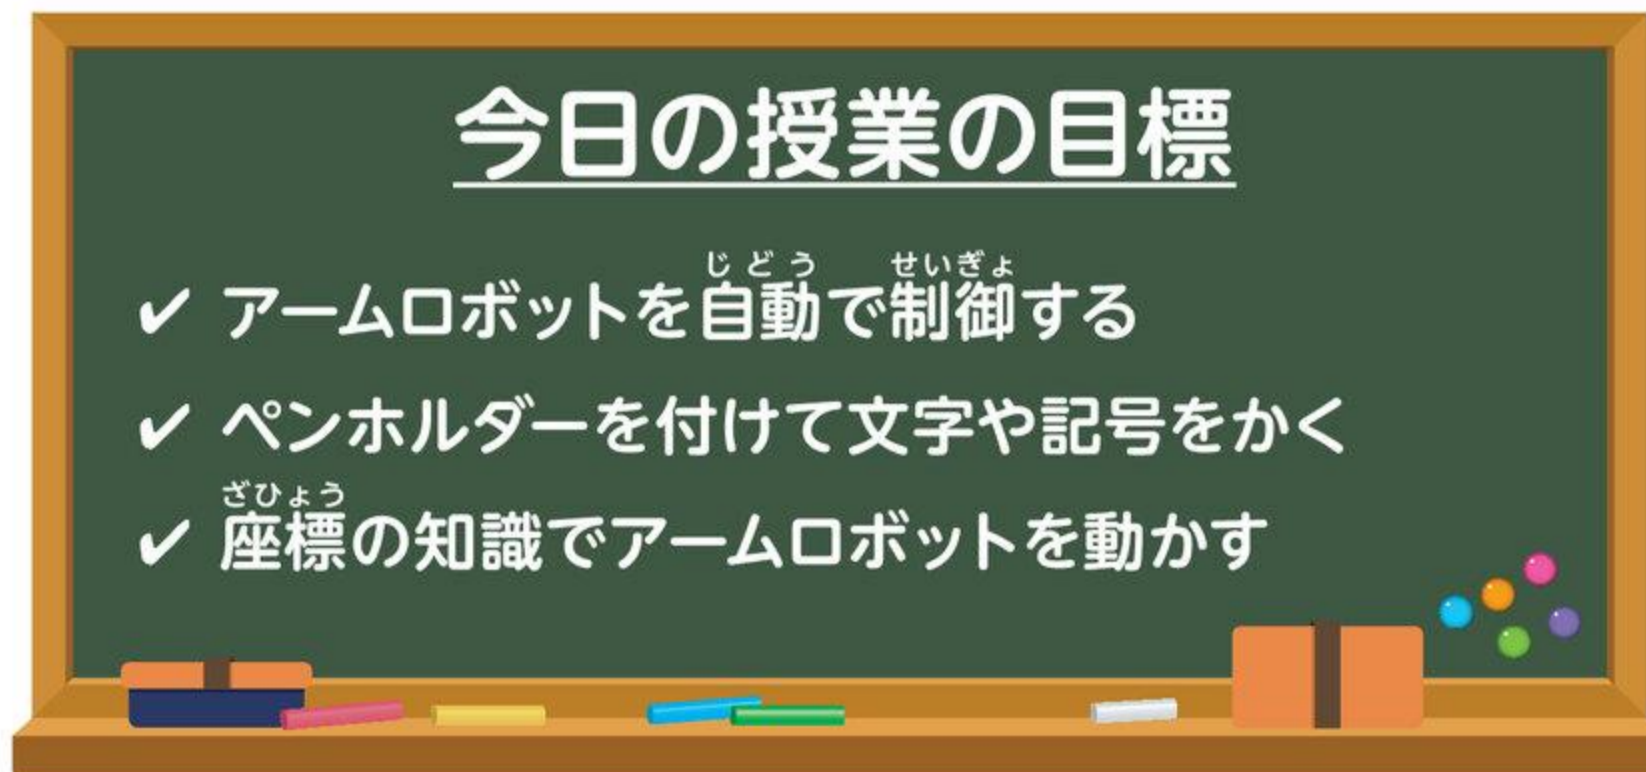 今日の授業の目標
じどう せいぎょ
✔ アームロボットを自動で制御する
✔ ペンホルダーを付けて文字や記号をかく
ざひょう
✔ 座標の知識でアームロボットを動かす